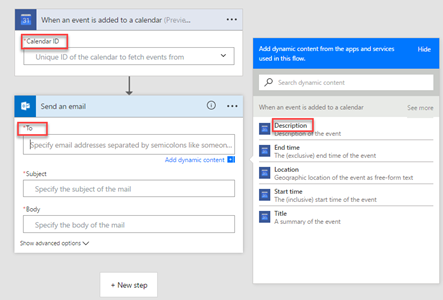 When an event is added to a calendar (Previe...
* Calendar ID
Unique ID of the calendar to fetch events from
Send an email
* To
Specify email addresses separated by semicolons like someon...
Add dynamic content
* Subject
Specify the subject of the mail
* Body
Specify the body of the mail
Show advanced options
+ New step
Add dynamic content from the apps and services
used in this flow.
Hide
Search dynamic content
When an event is added to a calendar
See more
Description
Description of the event
End time
The (exclusive) end time of the event
Location
Geographic location of the event as free-form text
Start time
The (inclusive) start time of the event
Title
A summary of the event